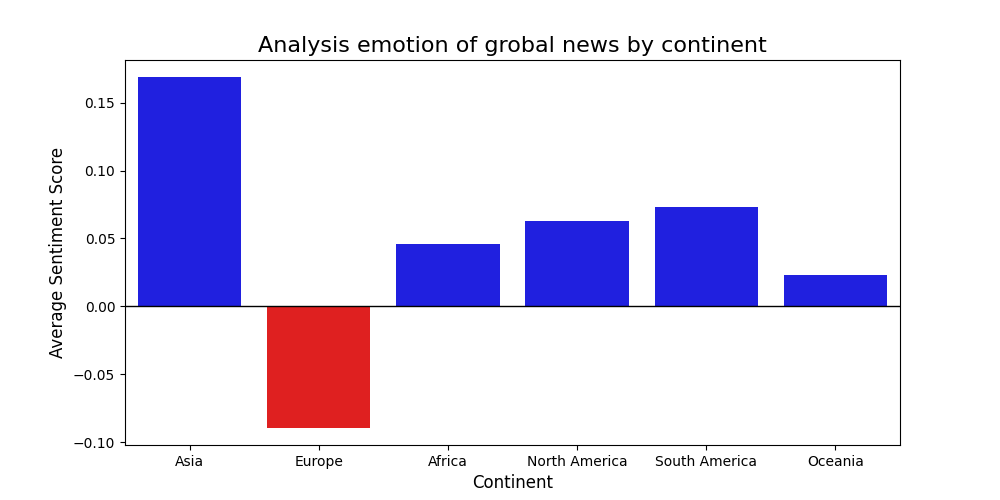 Analysis emotion of grobal news by continent
Average Sentiment Score
0.15
0.10
0.05
0.00
−0.05
−0.10
Asia Europe Africa North America South America Oceania
Continent